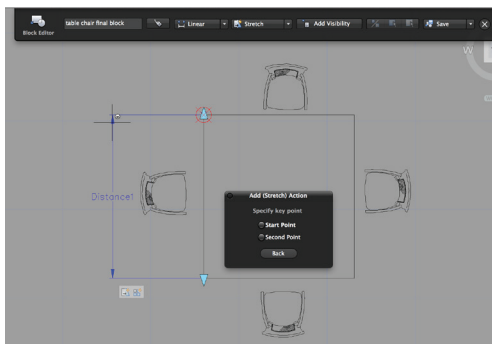 Block Editor
table chair final block
Linear
Stretch
Add Visibility
Save
W
Distance1
Add (Stretch) Action
Specify key point
Start Point
Second Point
Back